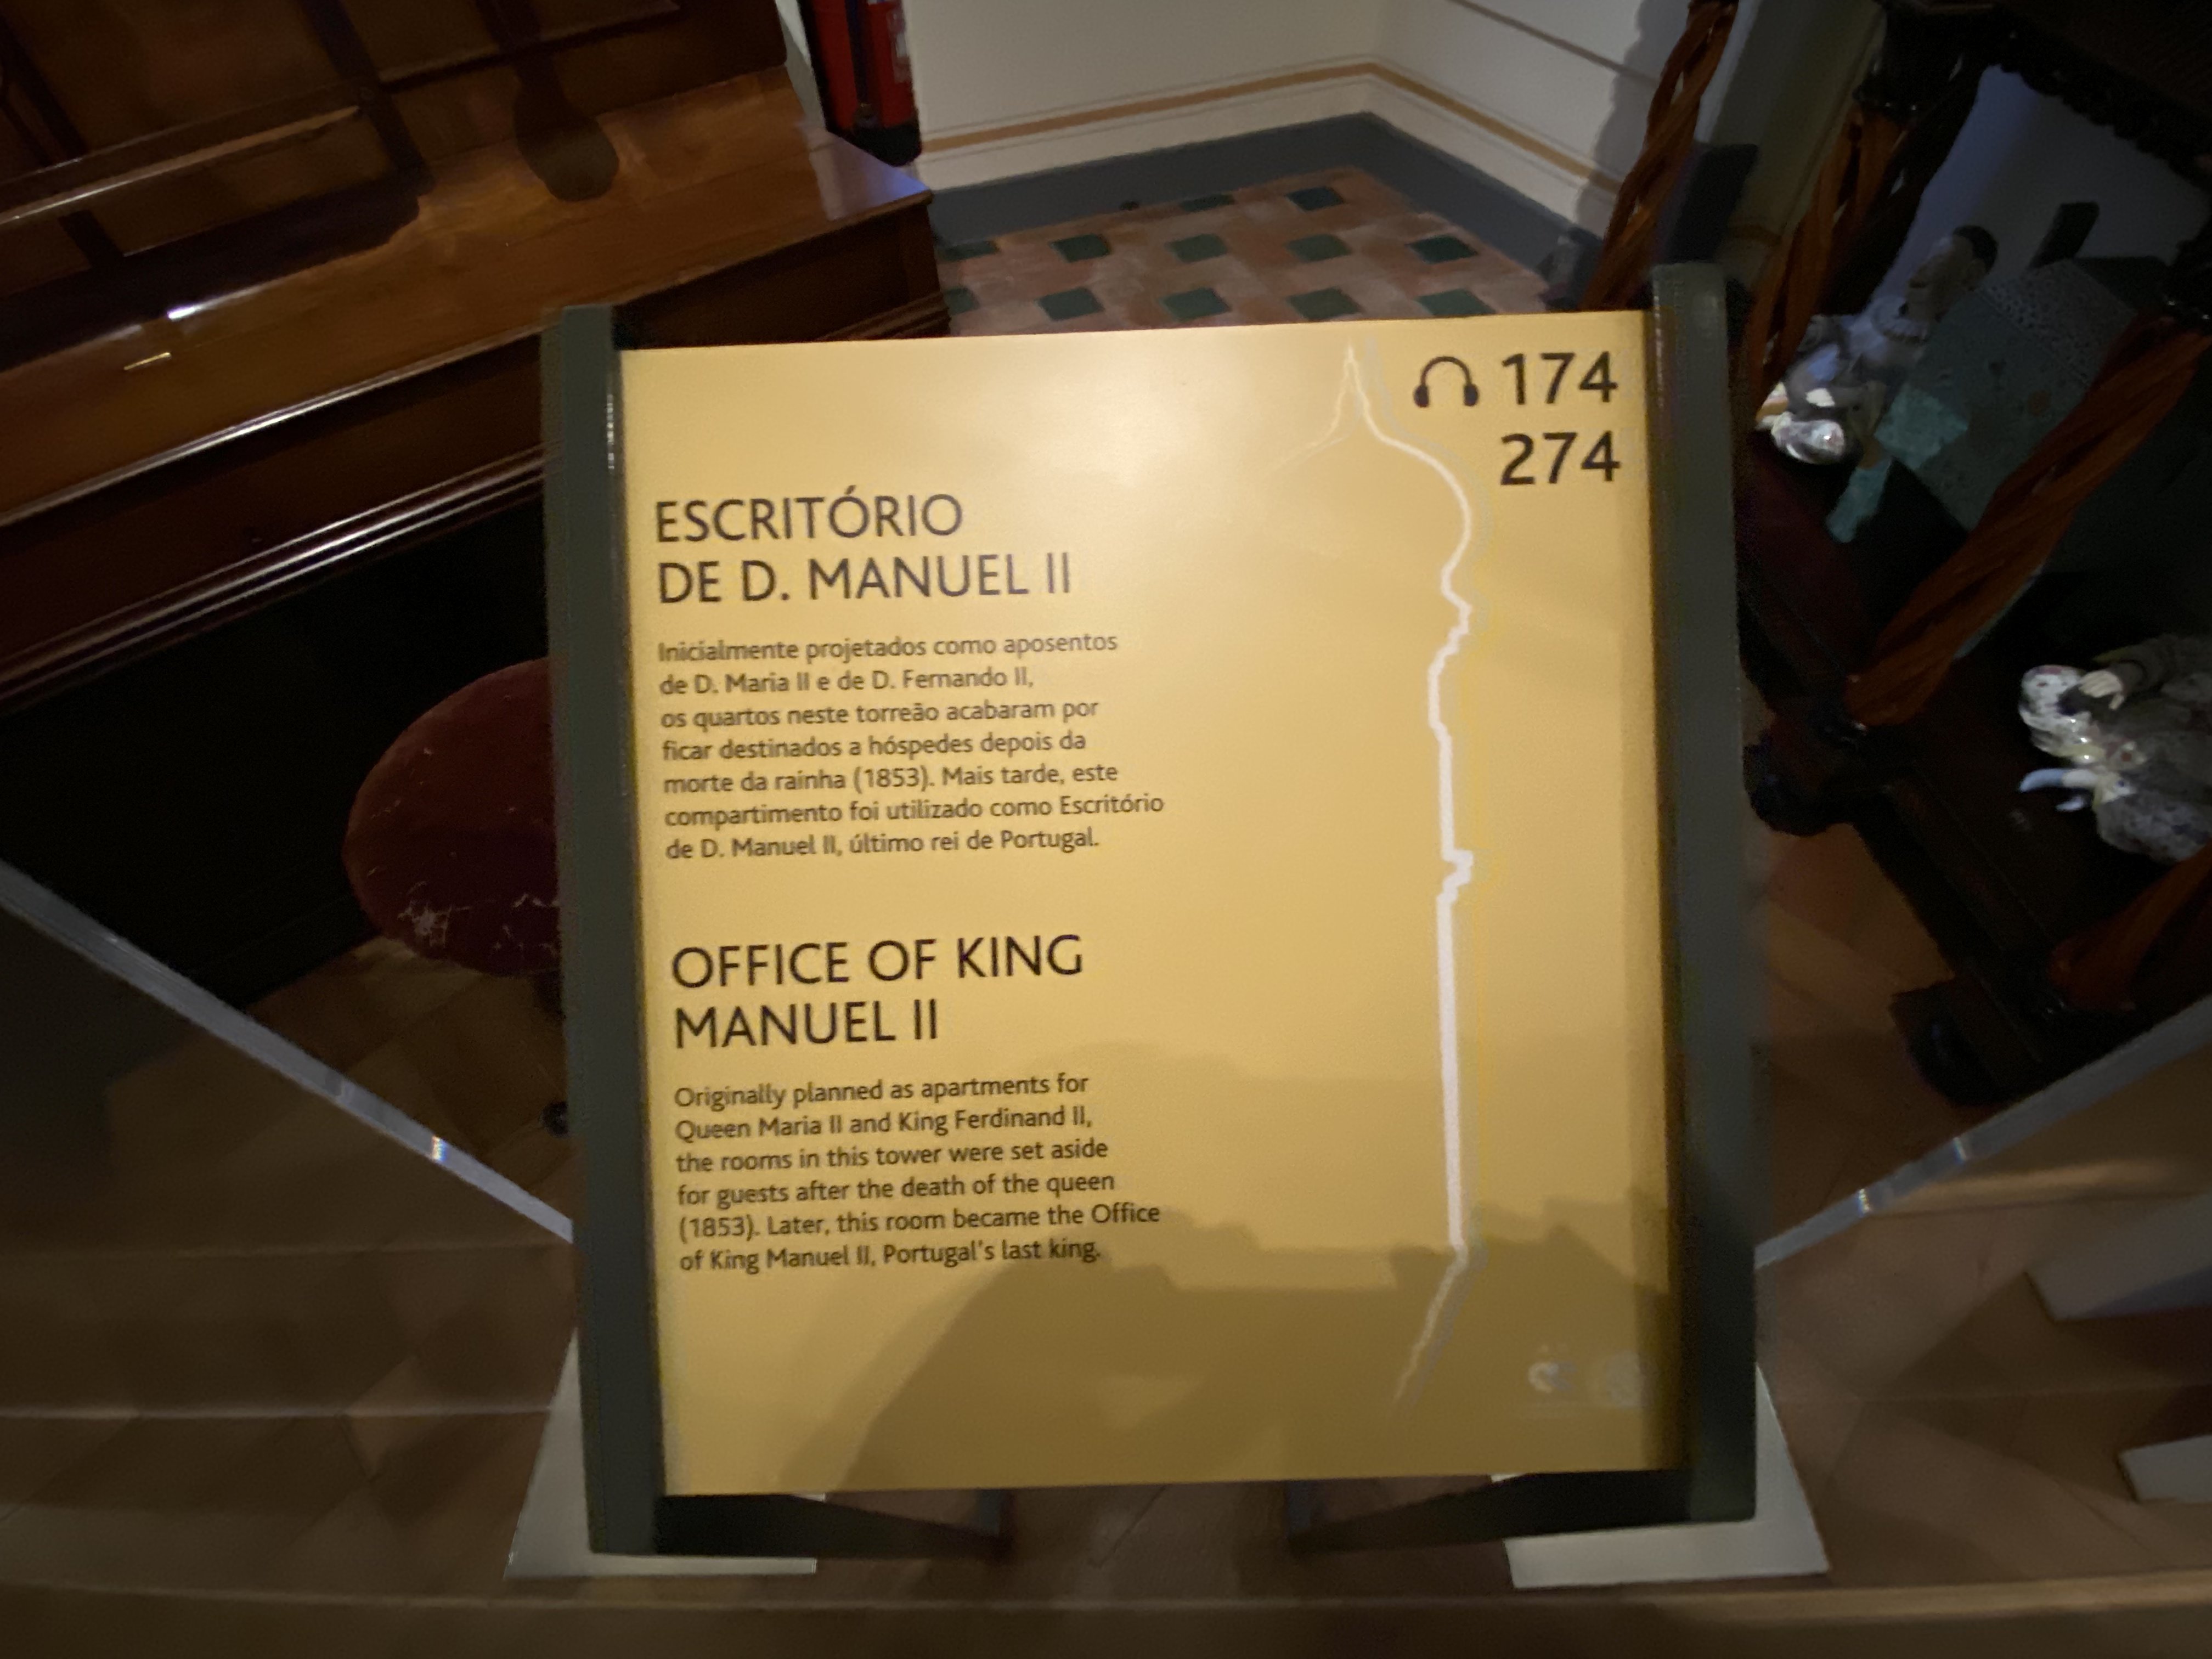 174
274
ESCRITÓRIO
DE D. MANUEL II
Inicialmente projetados como aposentos
de D. Maria II e de D. Fernando II,
os quartos neste torreão acabaram por
ficar destinados a hóspedes depois da
morte da rainha (1853). Mais tarde, este
compartimento foi utilizado como Escritório
de D. Manuel II, último rei de Portugal.
OFFICE OF KING
MANUEL II
Originally planned as apartments for
Queen Maria II and King Ferdinand II,
the rooms in this tower were set aside
for guests after the death of the queen
(1853). Later, this room became the Office
of King Manuel II, Portugal's last king.